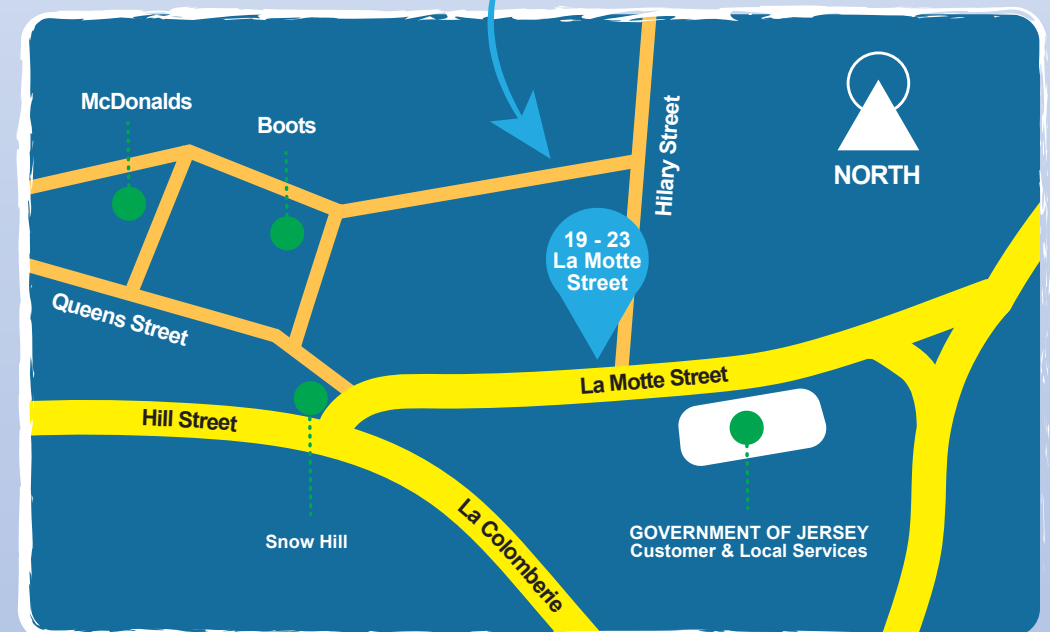 McDonalds
Boots
Hilary Street
NORTH
19 - 23
La Motte
Street
Queens Street
La Motte Street
Hill Street
La Colomberie
Snow Hill
GOVERNMENT OF JERSEY
Customer & Local Services